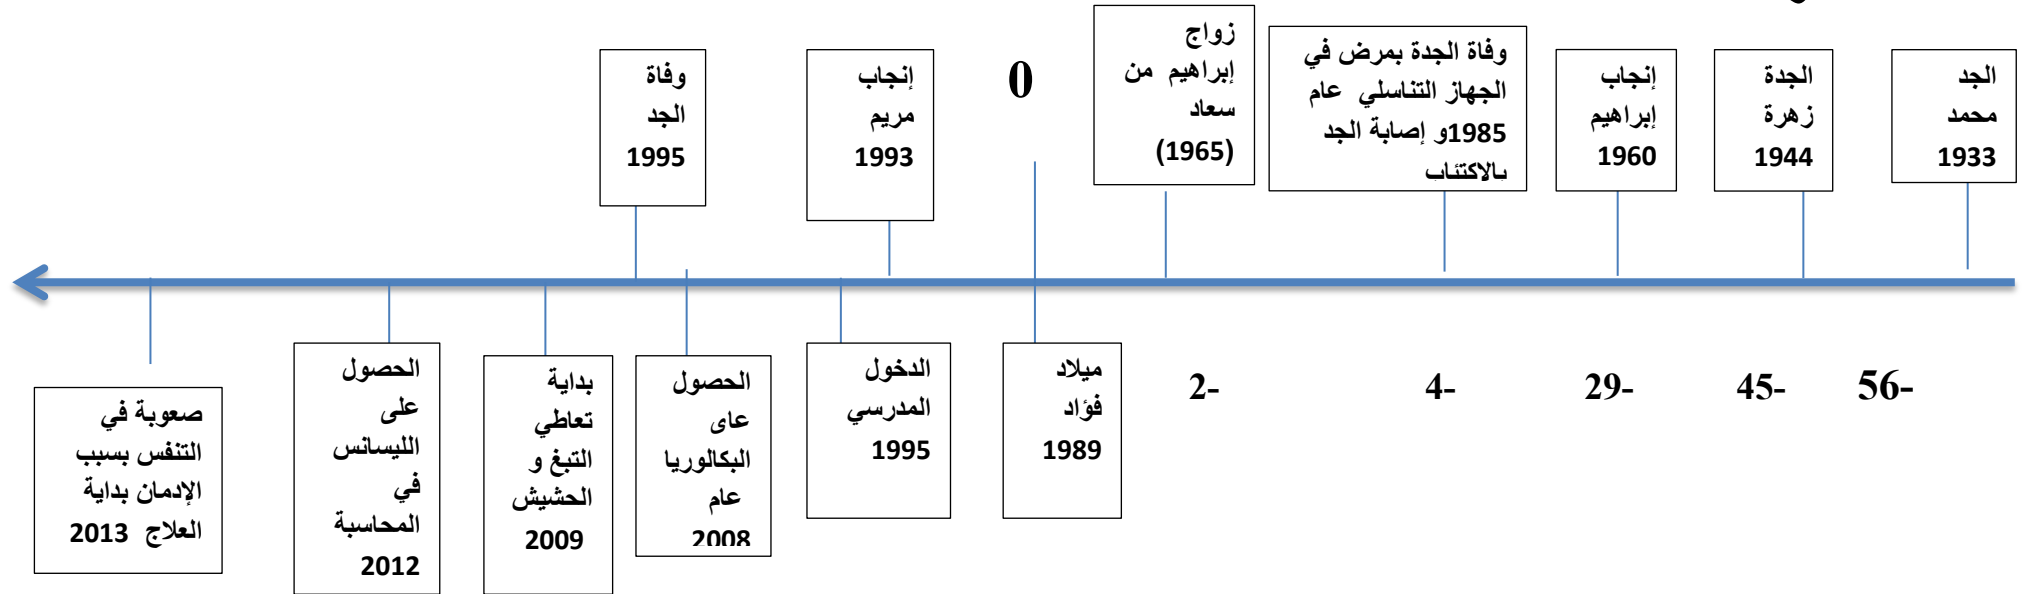 الجد
محمد
1933
الجدة
زهرة
1944
إنجاب
إبراهيم
1960
وفاة الجدة بمرض في
الجهاز التناسلي عام
1985و إصابة الجد
بالاكتئاب
زواج
إبراهيم من
سعاد
(1965)
0
إنجاب
مريم
1993
وفاة
الجد
1995
56-
45-
29-
4-
2-
ميلاد
فؤاد
1989
الدخول
المدرسي
1995
الحصول
عاى
البكالوريا
عام
2008
بداية
تعاطي
التبغ و
الحشيش
2009
الحصول
على
الليسانس
في
المحاسبة
2012
صعوبة في
التنفس بسبب
الإدمان بداية
العلاج 2013